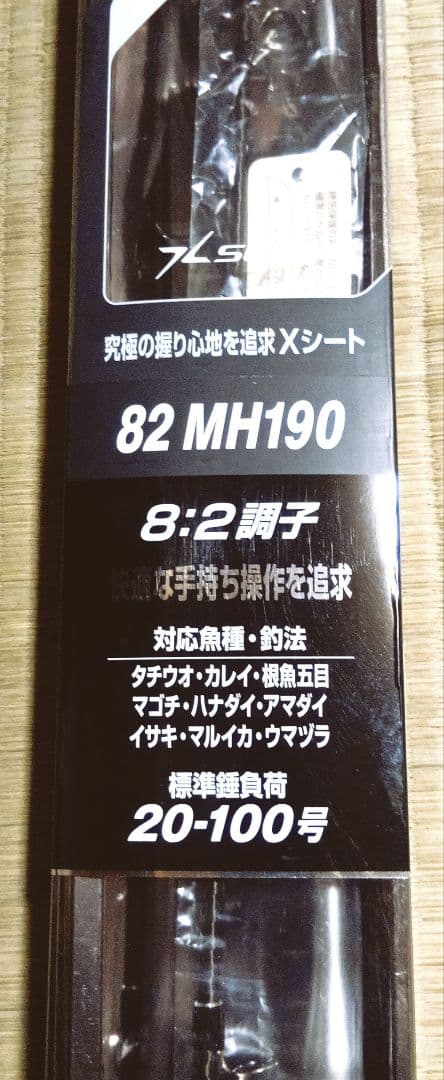 究極の握り心地を追求 Xシート
82 MH190
8:2調子
快適な手持ち操作を追求
対応魚種・釣法
タチウオ・カレイ・根魚五目
マゴチ・ハナダイ・アマダイ
イサキ・マルイカ・ウマヅラ
標準錘負荷
20-100号